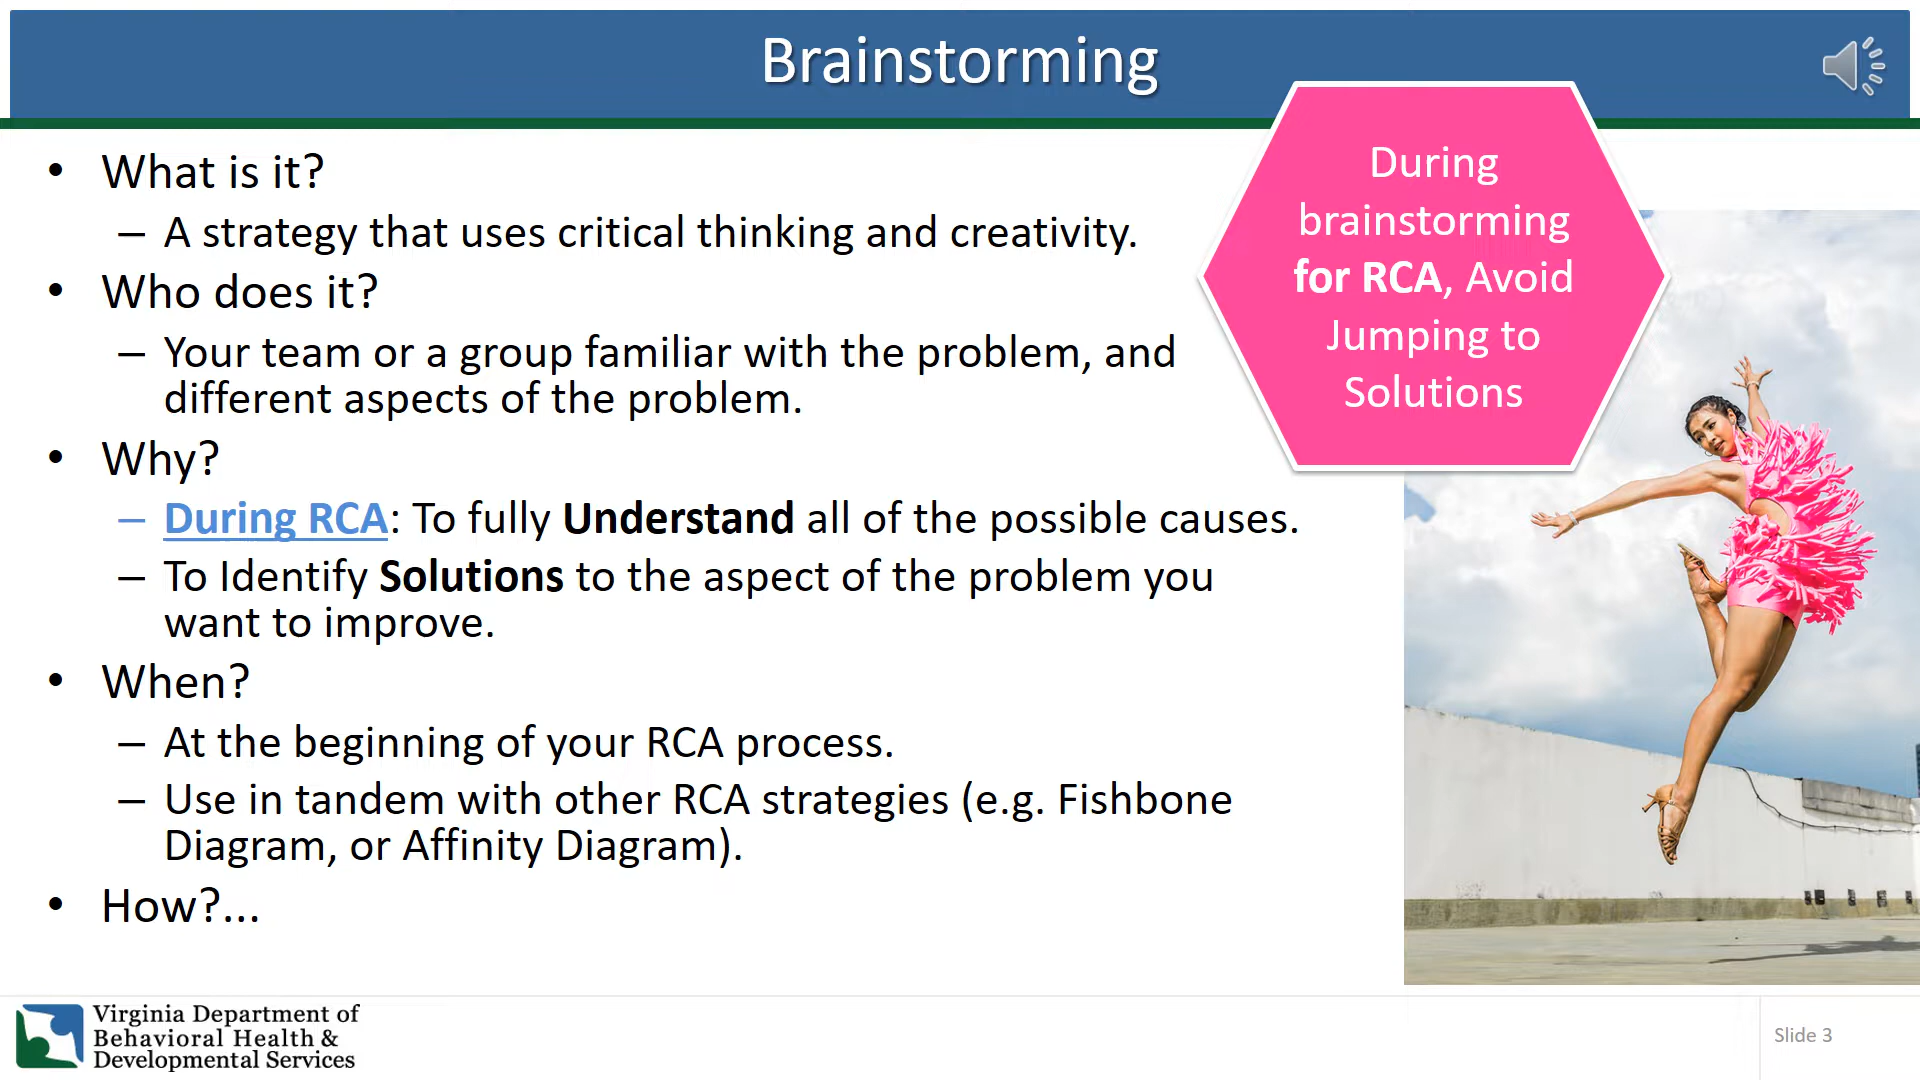 Brainstorming
• What is it?
– A strategy that uses critical thinking and creativity.
• Who does it?
– Your team or a group familiar with the problem, and
different aspects of the problem.
• Why?
– During RCA: To fully Understand all of the possible causes.
– To Identify Solutions to the aspect of the problem you
want to improve.
• When?
– At the beginning of your RCA process.
– Use in tandem with other RCA strategies (e.g. Fishbone
Diagram, or Affinity Diagram).
• How?...
During
brainstorming
for RCA, Avoid
Jumping to
Solutions
Virginia Department of
Behavioral Health &
Developmental Services
Slide 3